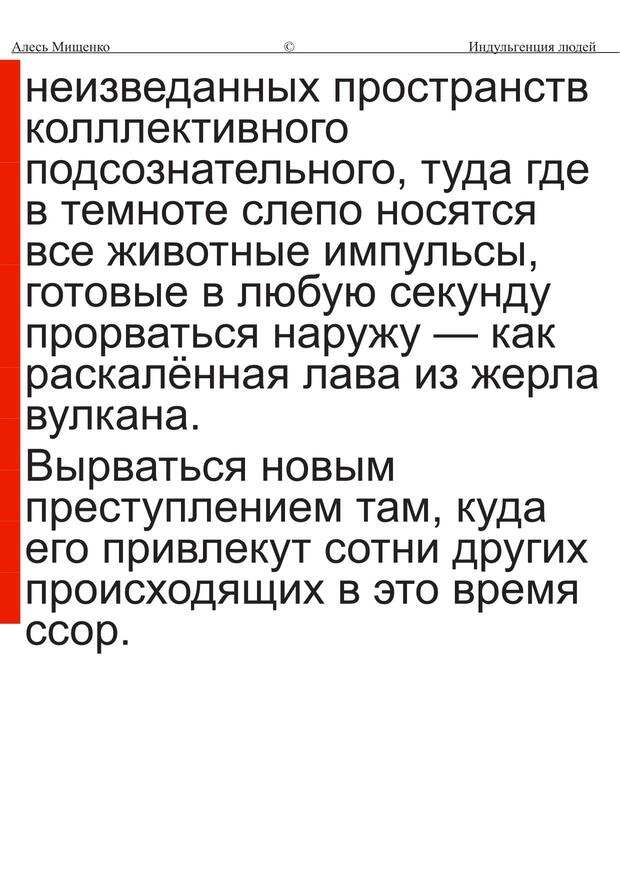 Алесь Мищенко © Индульгенция людей
неизведанных пространств
колллективного
подсознательного, туда где
в темноте слепо носятся
все животные импульсы,
готовые в любую секунду
прорваться наружу — как
раскалённая лава из жерла
вулкана.
Вырваться новым
преступлением там, куда
его привлекут сотни других
происходящих в это время
ссор.